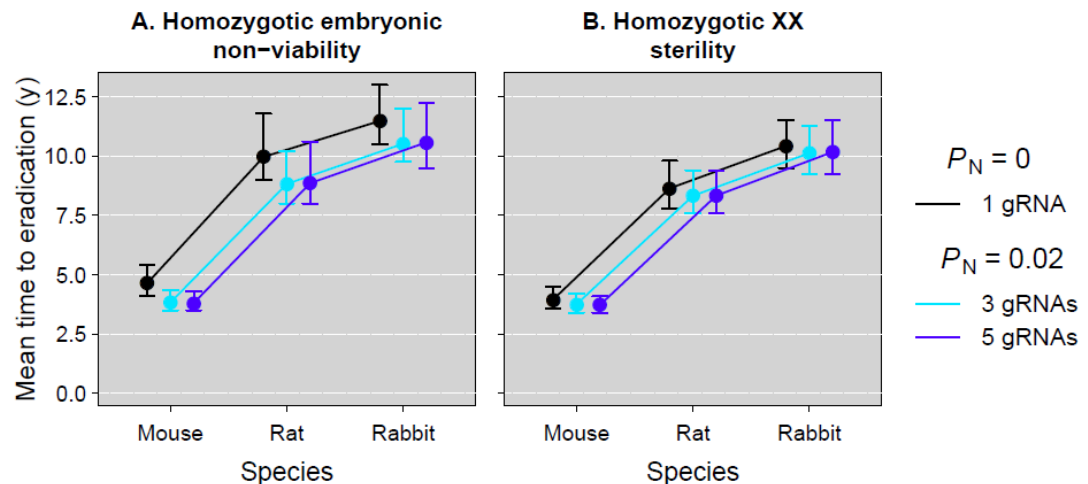 A. Homozygotic embryonic
non−viability
B. Homozygotic XX
sterility
Mean time to eradication (y)
12.5
10.0
7.5
5.0
2.5
0.0
Mouse
Rat
Rabbit
Mouse
Rat
Rabbit
Species
Species
P_N = 0
1 gRNA
P_N = 0.02
3 gRNAs
5 gRNAs